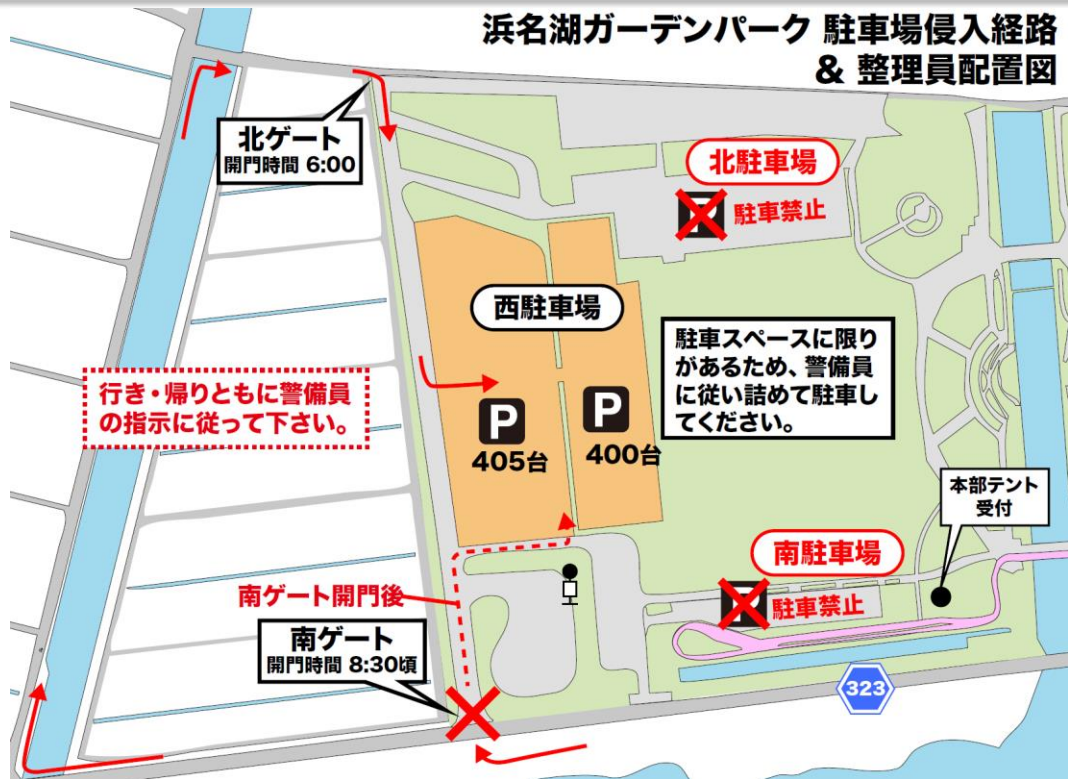 浜名湖ガーデンパーク 駐車場侵入経路
& 整理員配置図
北ゲート
開門時間 6:00
北駐車場
P 駐車禁止
西駐車場
駐車スペースに限り
があるため、警備員
に従い詰めて駐車し
てください。
行き・帰りともに警備員
の指示に従って下さい。
P
405台
P
400台
本部テント
受付
南駐車場
P 駐車禁止
南ゲート開門後
南ゲート
開門時間 8:30頃
323